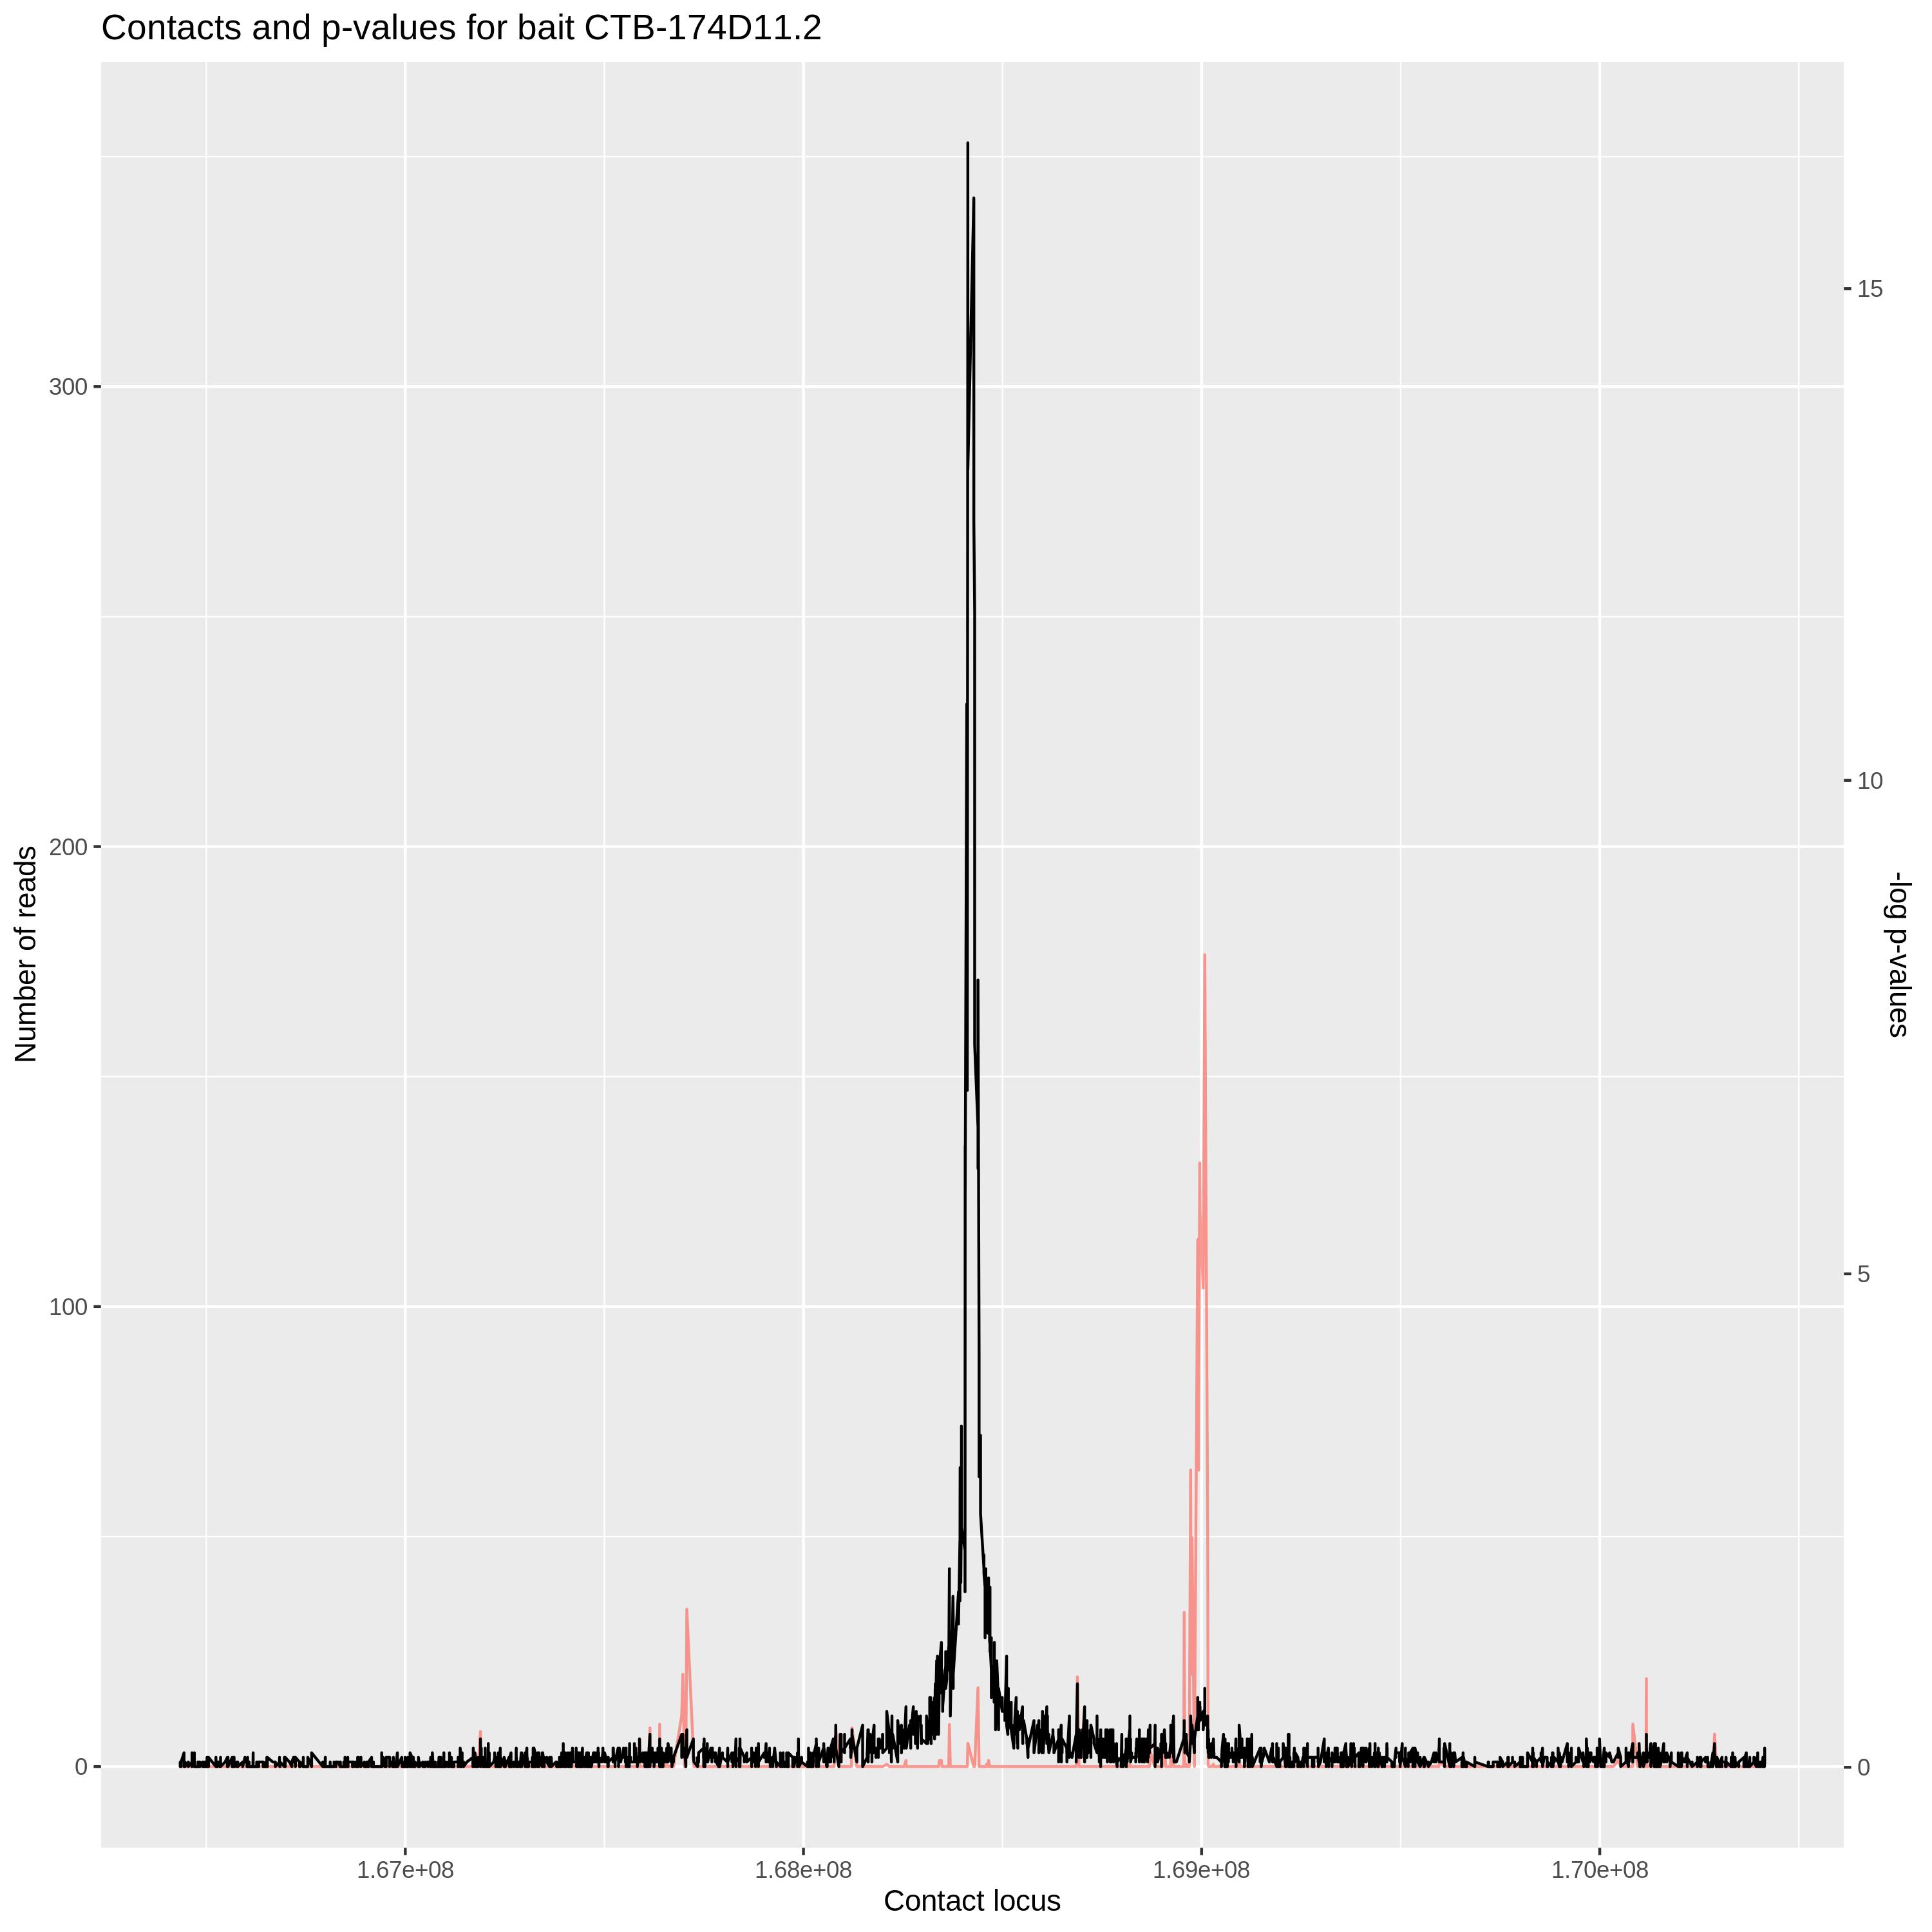 Contacts and p-values for bait CTB-174D11.2
Number of reads
300
200
100
0
15
10
5
0
-log p-values
1.67e+08 1.68e+08 1.69e+08 1.70e+08
Contact locus